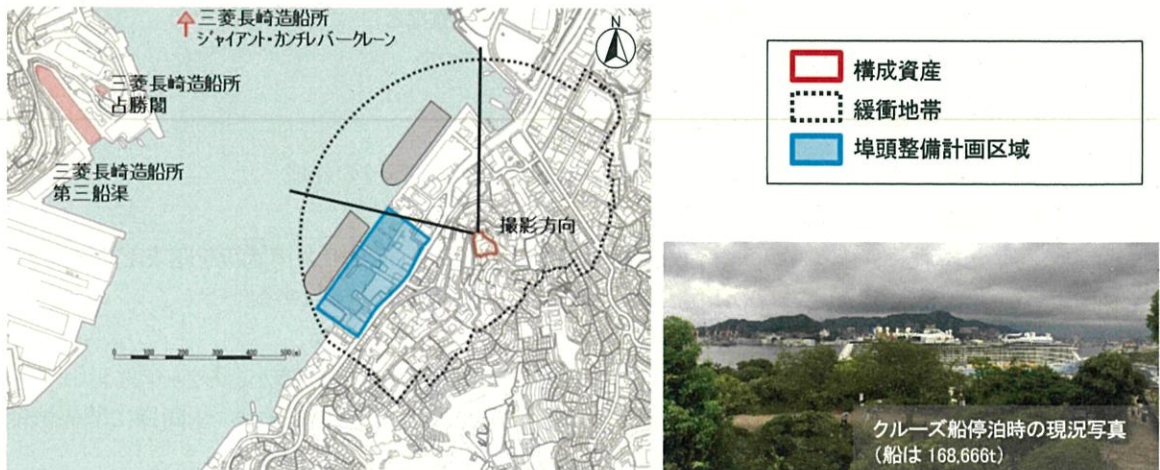 三菱長崎造船所
ジャイアント・カンチレバークレーン
N
三菱長崎造船所
占勝閣
三菱長崎造船所
第三船渠
撮影方向
構成資産
緩衝地帯
埠頭整備計画区域
クルーズ船停泊時の現況写真
(船は 168,666t)